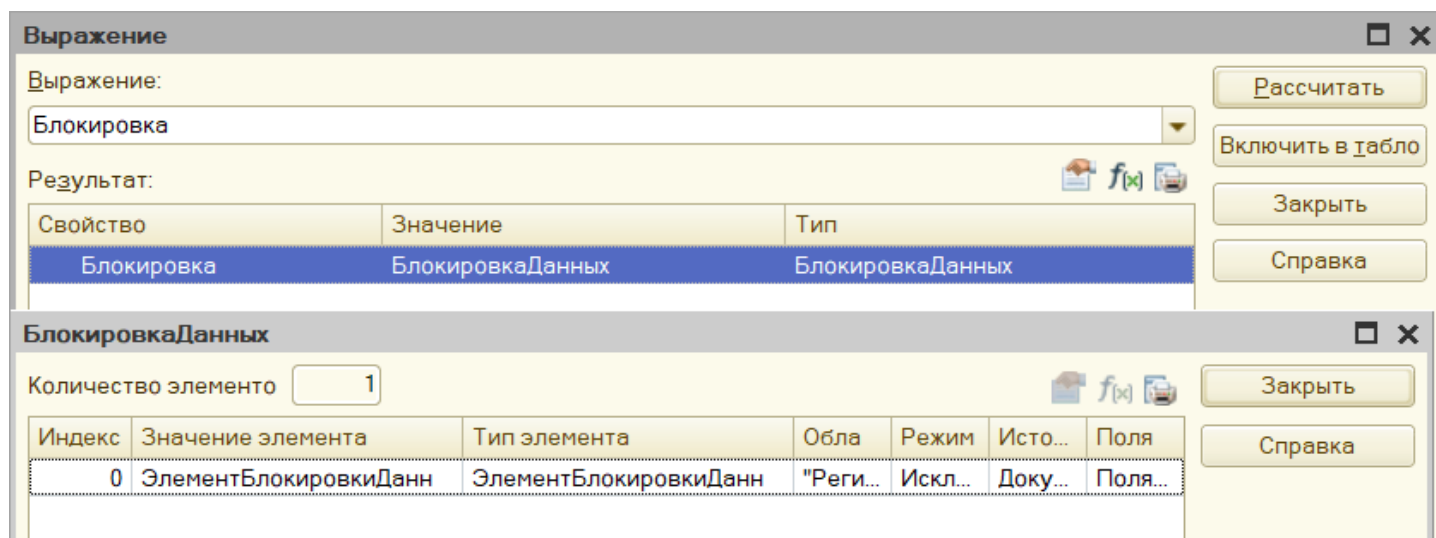 Выражение
Выражение:
Рассчитать
Блокировка
Включить в табло
Результат:
Закрыть
Свойство Значение Тип
Блокировка БлокировкаДанных БлокировкаДанных
Справка
БлокировкаДанных
Количество элементо 1
Закрыть
Индекс Значение элемента Тип элемента Обла Режим Исто... Поля
Справка
0 ЭлементБлокировкиДанн ЭлементБлокировкиДанн "Реги... Искл... Доку... Поля...